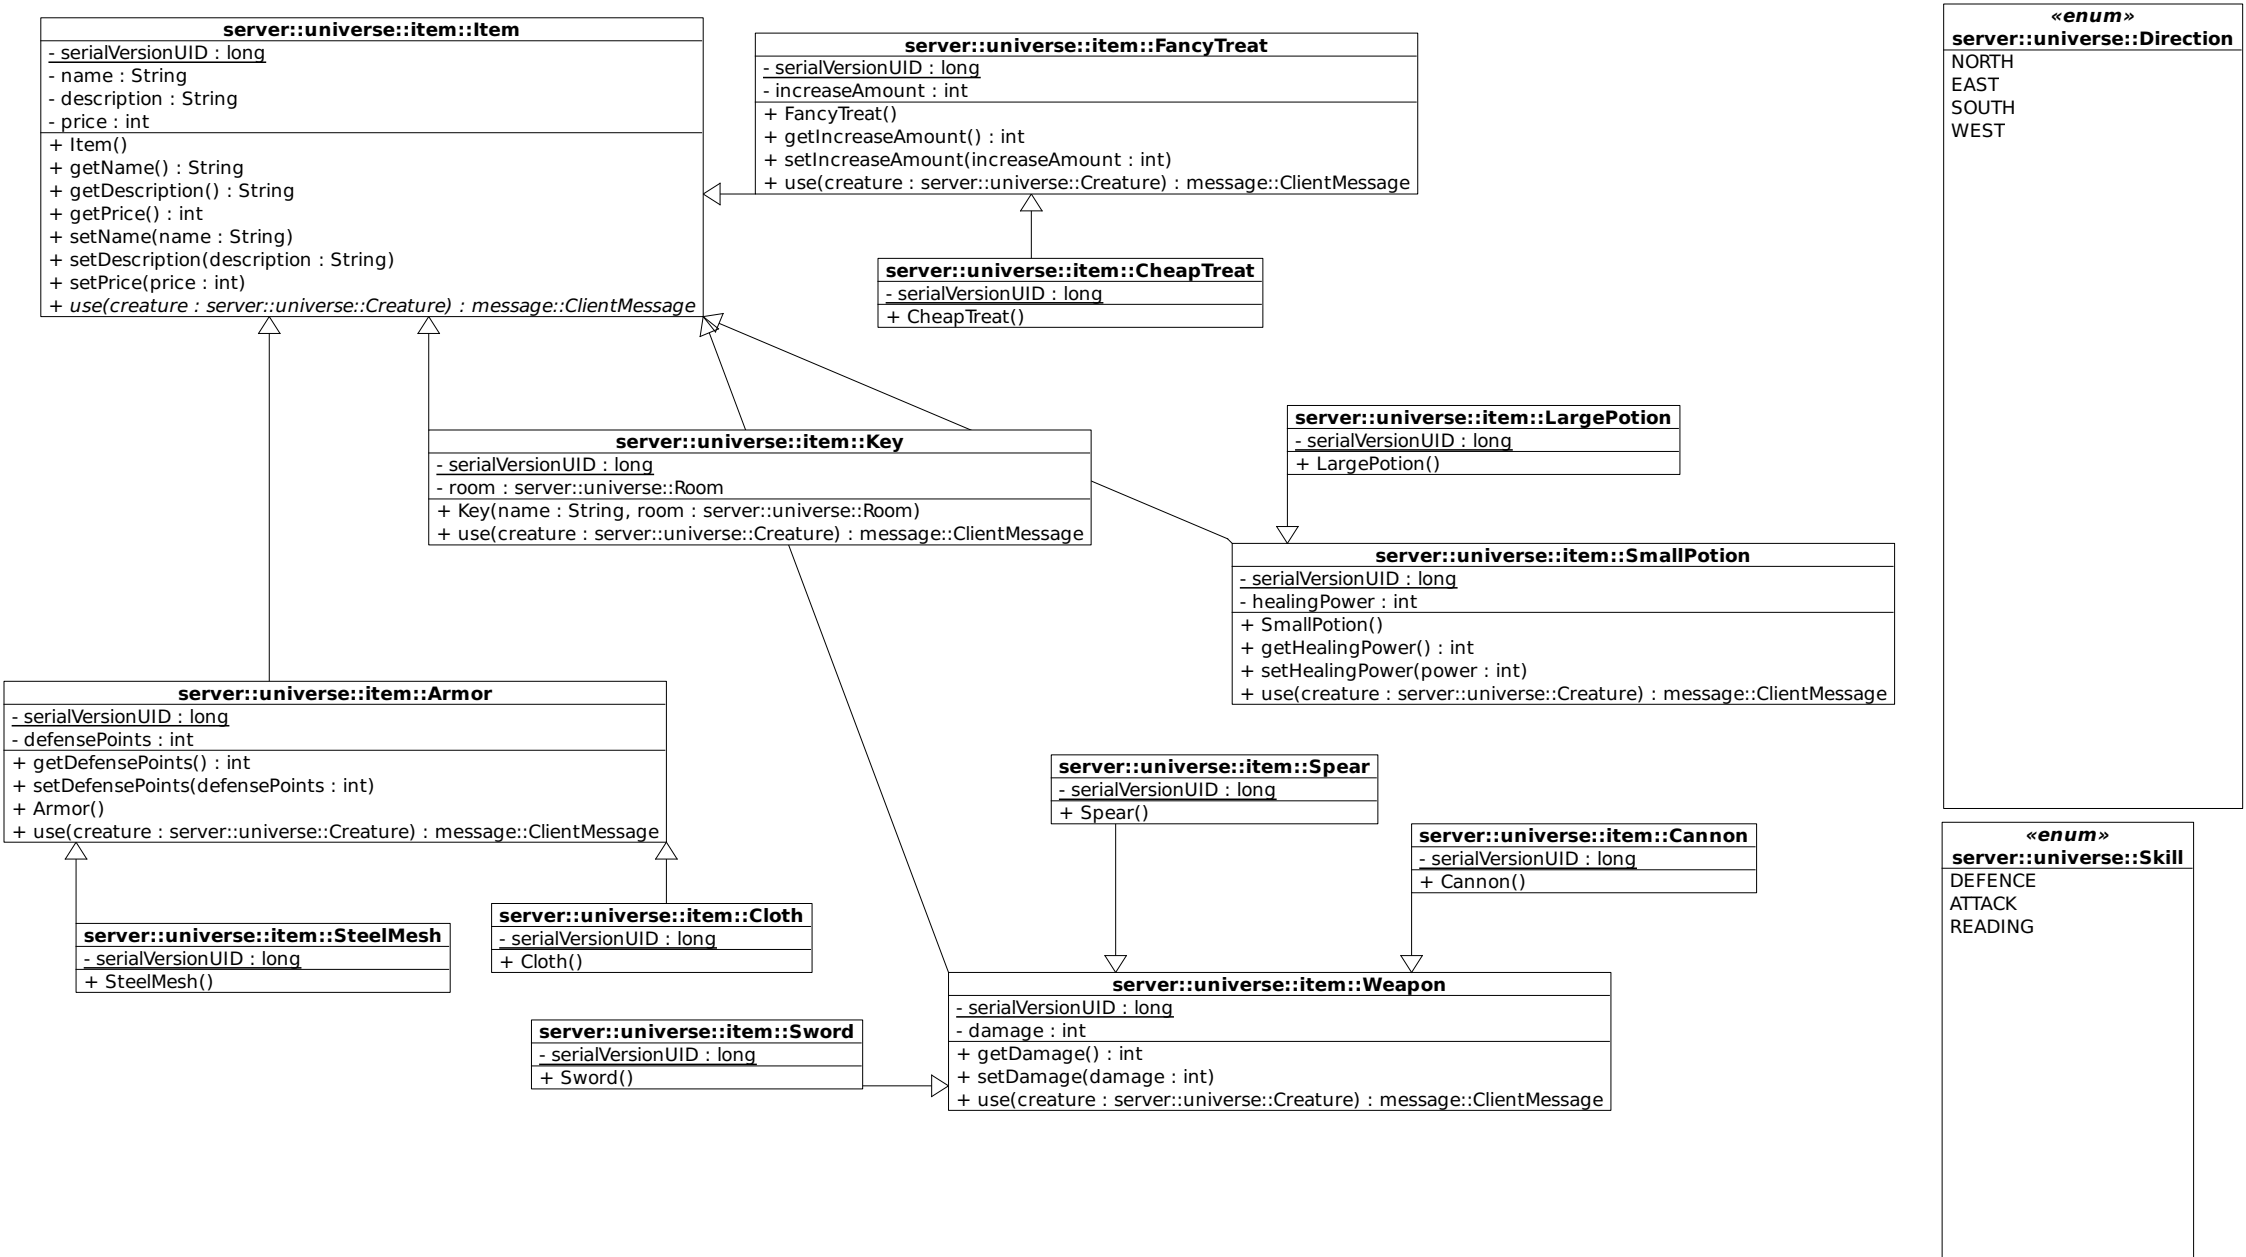 server::universe::item::Item
- serialVersionUID : long
- name : String
- description : String
- price : int
+ Item()
+ getName() : String
+ getDescription() : String
+ getPrice() : int
+ setName(name : String)
+ setDescription(description : String)
+ setPrice(price : int)
+ use(creature : server::universe::Creature) : message::ClientMessage
server::universe::item::FancyTreat
- serialVersionUID : long
- increaseAmount : int
+ FancyTreat()
+ getIncreaseAmount() : int
+ setIncreaseAmount(increaseAmount : int)
+ use(creature : server::universe::Creature) : message::ClientMessage
server::universe::item::CheapTreat
- serialVersionUID : long
+ CheapTreat()
«enum»
server::universe::Direction
NORTH
EAST
SOUTH
WEST
server::universe::item::Key
- serialVersionUID : long
- room : server::universe::Room
+ Key(name : String, room : server::universe::Room)
+ use(creature : server::universe::Creature) : message::ClientMessage
server::universe::item::LargePotion
- serialVersionUID : long
+ LargePotion()
server::universe::item::SmallPotion
- serialVersionUID : long
- healingPower : int
+ SmallPotion()
+ getHealingPower() : int
+ setHealingPower(power : int)
+ use(creature : server::universe::Creature) : message::ClientMessage
server::universe::item::Armor
- serialVersionUID : long
- defensePoints : int
+ getDefensePoints() : int
+ setDefensePoints(defensePoints : int)
+ Armor()
+ use(creature : server::universe::Creature) : message::ClientMessage
server::universe::item::Spear
- serialVersionUID : long
+ Spear()
server::universe::item::Cannon
- serialVersionUID : long
+ Cannon()
«enum»
server::universe::Skill
DEFENCE
ATTACK
READING
server::universe::item::SteelMesh
- serialVersionUID : long
+ SteelMesh()
server::universe::item::Cloth
- serialVersionUID : long
+ Cloth()
server::universe::item::Sword
- serialVersionUID : long
+ Sword()
server::universe::item::Weapon
- serialVersionUID : long
- damage : int
+ getDamage() : int
+ setDamage(damage : int)
+ use(creature : server::universe::Creature) : message::ClientMessage